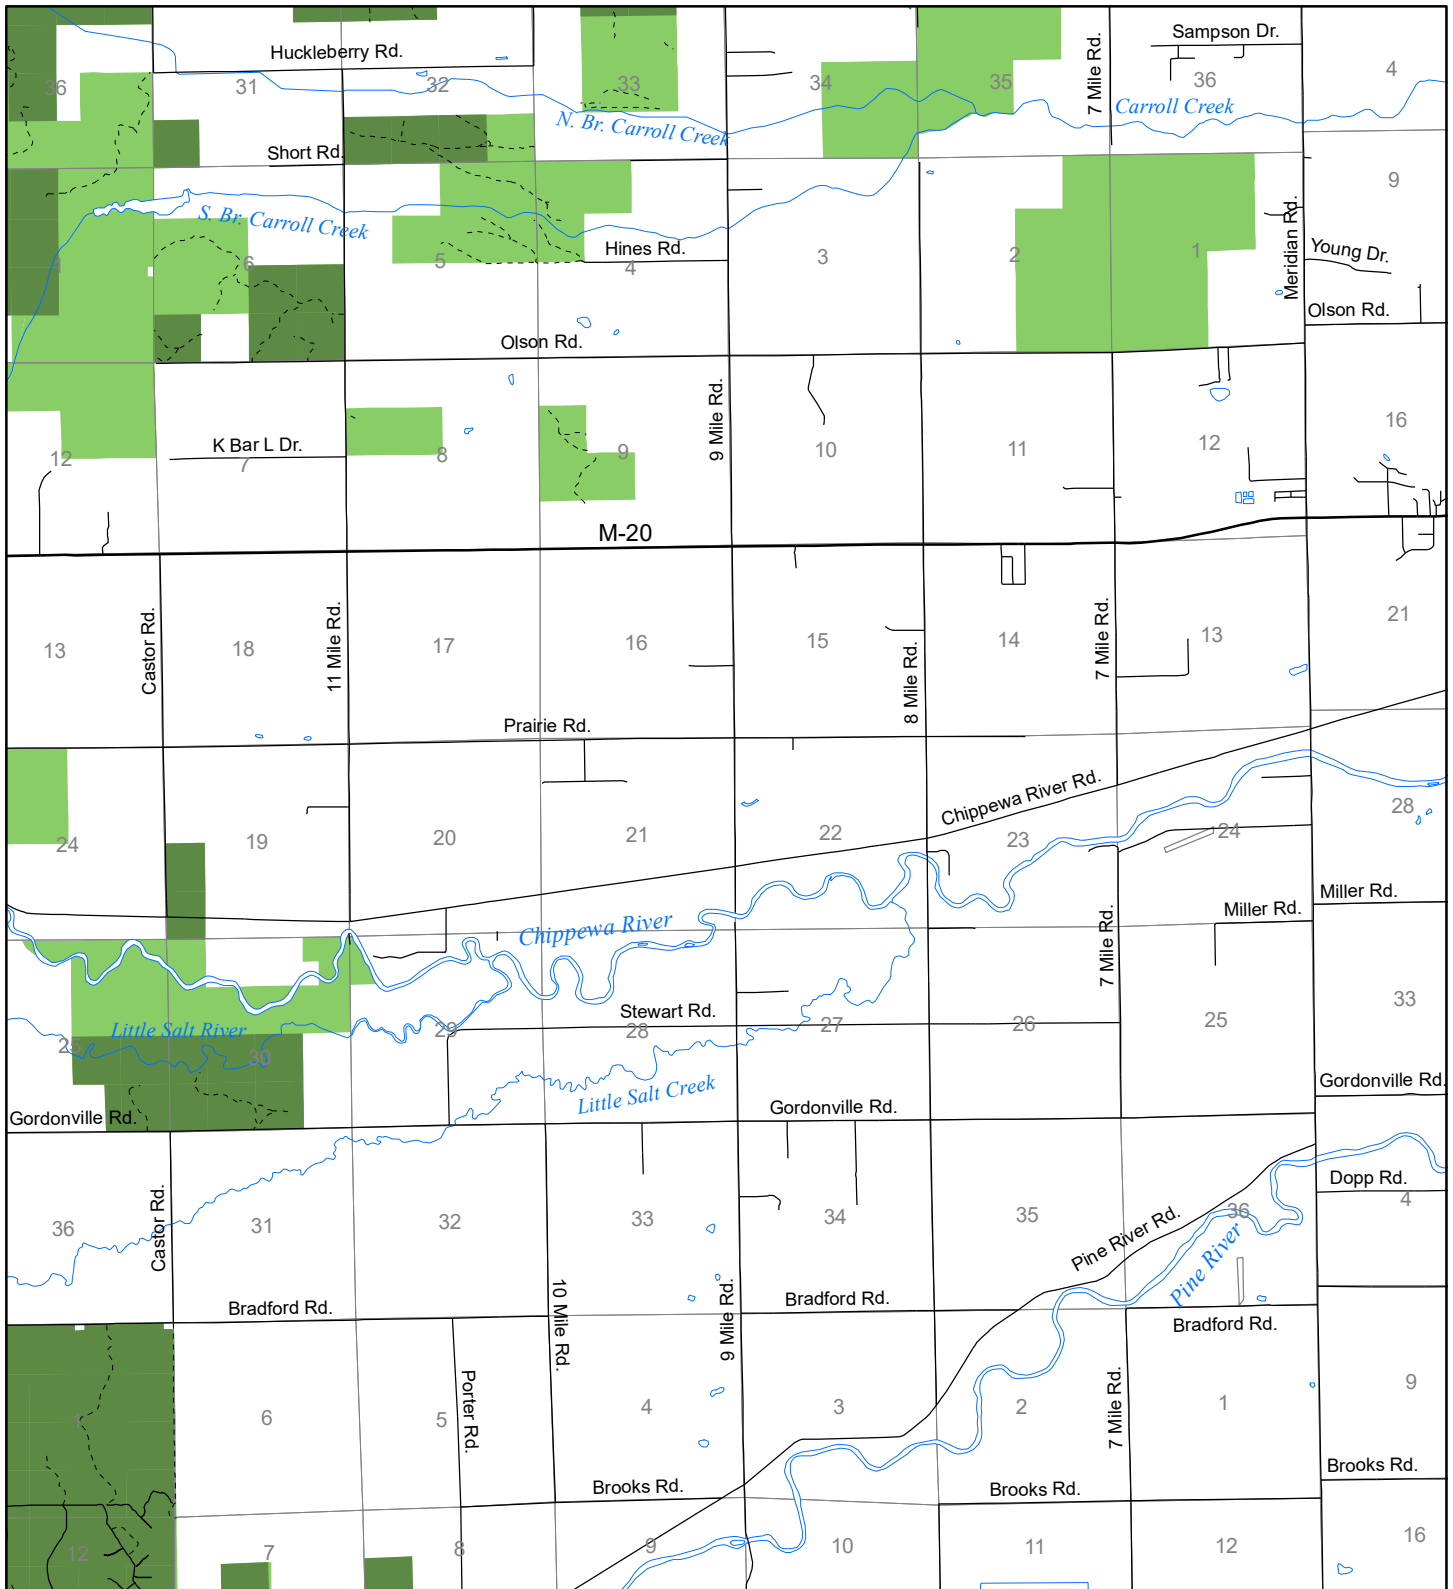 Huckleberry Rd.
Sampson Dr.
7 Mile Rd.
36
31
32
33
34
35
36
4
N. Br. Carroll Creek
Carroll Creek
Short Rd.
9
S. Br. Carroll Creek
Meridian Rd.
1
6
5
Hines Rd.
4
3
2
1
Young Dr.
Olson Rd.
Olson Rd.
9 Mile Rd.
12
K Bar L Dr.
7
8
9
10
11
12
16
M-20
Castor Rd.
11 Mile Rd.
7 Mile Rd.
8 Mile Rd.
13
18
17
16
15
14
13
21
Prairie Rd.
Chippewa River Rd.
24
19
20
21
22
23
24
28
Miller Rd.
Miller Rd.
Chippewa River
7 Mile Rd.
Stewart Rd.
Little Salt River
25
30
29
28
27
26
25
33
Little Salt Creek
Gordonville Rd.
Gordonville Rd.
Gordonville Rd.
Dopp Rd.
Castor Rd.
36
31
32
33
34
35
36
4
Pine River Rd.
Pine River
10 Mile Rd.
9 Mile Rd.
Bradford Rd.
Bradford Rd.
Bradford Rd.
Porter Rd.
7 Mile Rd.
1
6
5
4
3
2
1
9
Brooks Rd.
Brooks Rd.
Brooks Rd.
12
7
8
9
10
11
12
16